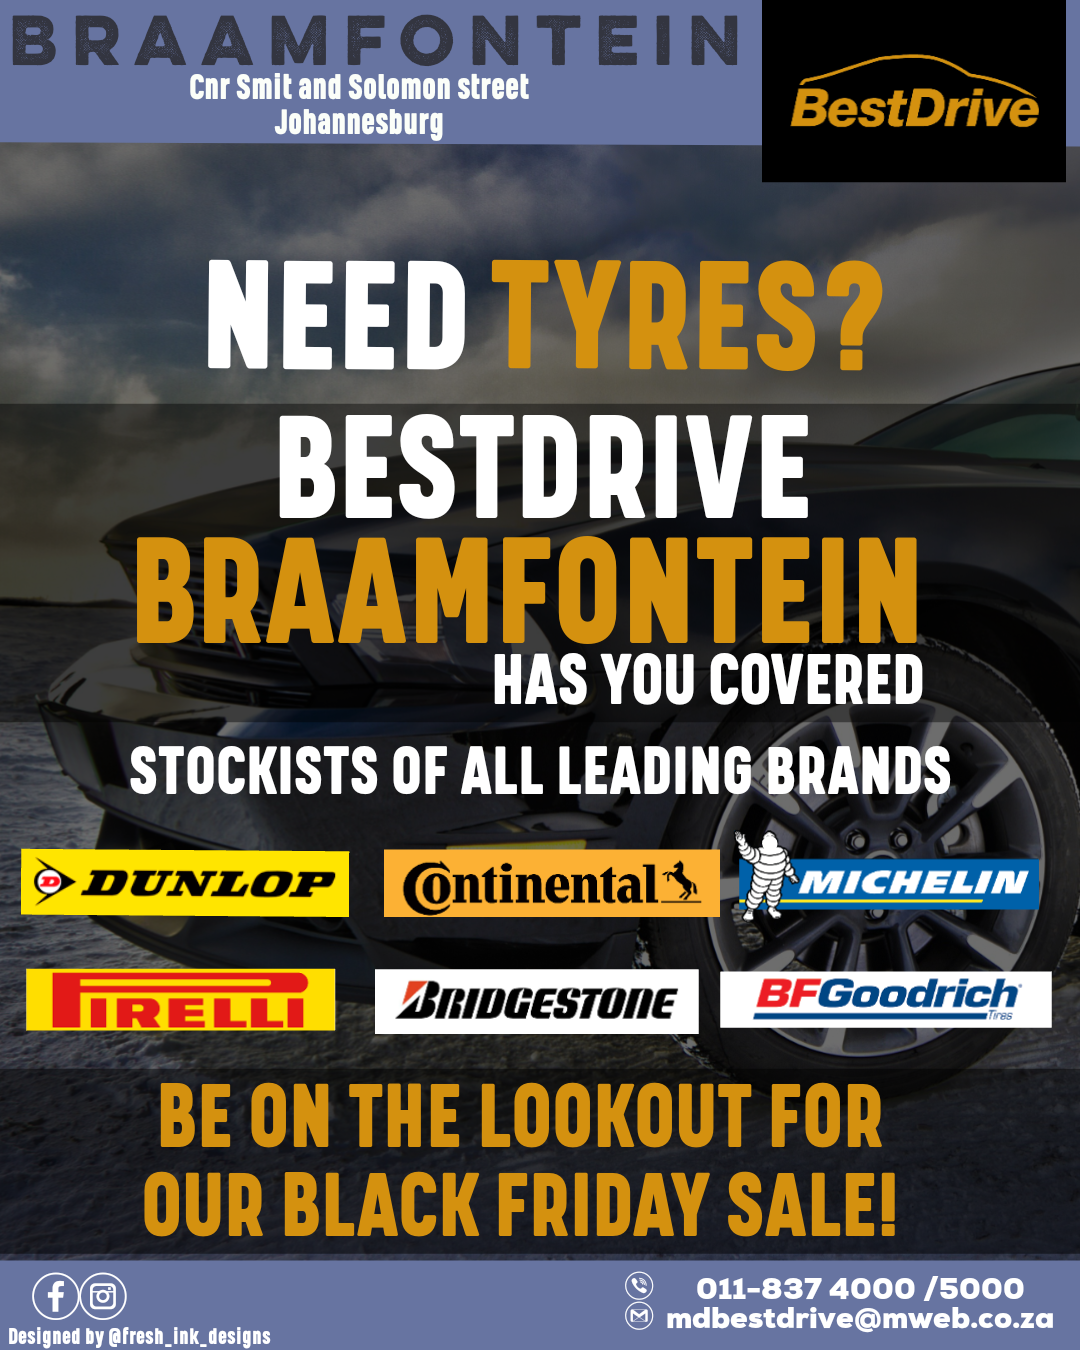 BRAAMFONTEIN
Cnr Smit and Solomon street
Johannesburg
BestDrive
NEED TYRES?
BESTDRIVE
BRAAMFONTEIN
HAS YOU COVERED
STOCKISTS OF ALL LEADING BRANDS
D DUNLOP
Continental
MICHELIN
PIRELLI
BRIDGESTONE
BFGoodrich
Tires
BE ON THE LOOKOUT FOR
OUR BLACK FRIDAY SALE!
011-837 4000 /5000
mdbestdrive@mweb.co.za
Designed by @fresh_ink_designs